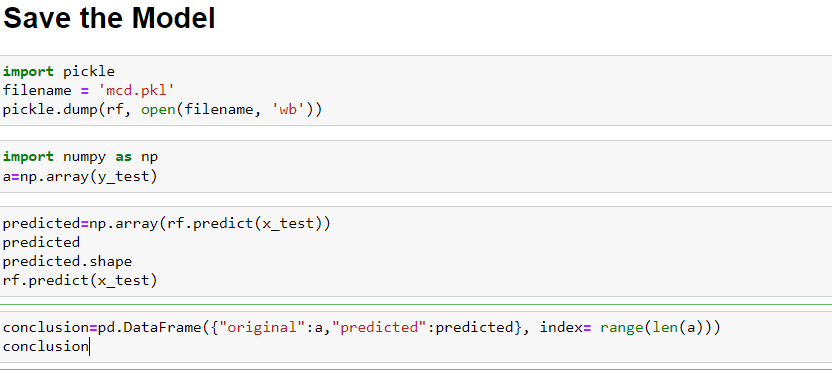 Save the Model
import pickle
filename = 'mcd.pkl'
pickle.dump(rf, open(filename, 'wb'))
import numpy as np
a=np.array(y_test)
predicted=np.array(rf.predict(x_test))
predicted
predicted.shape
rf.predict(x_test)
conclusion=pd.DataFrame({"original":a,"predicted":predicted}, index= range(len(a)))
conclusion